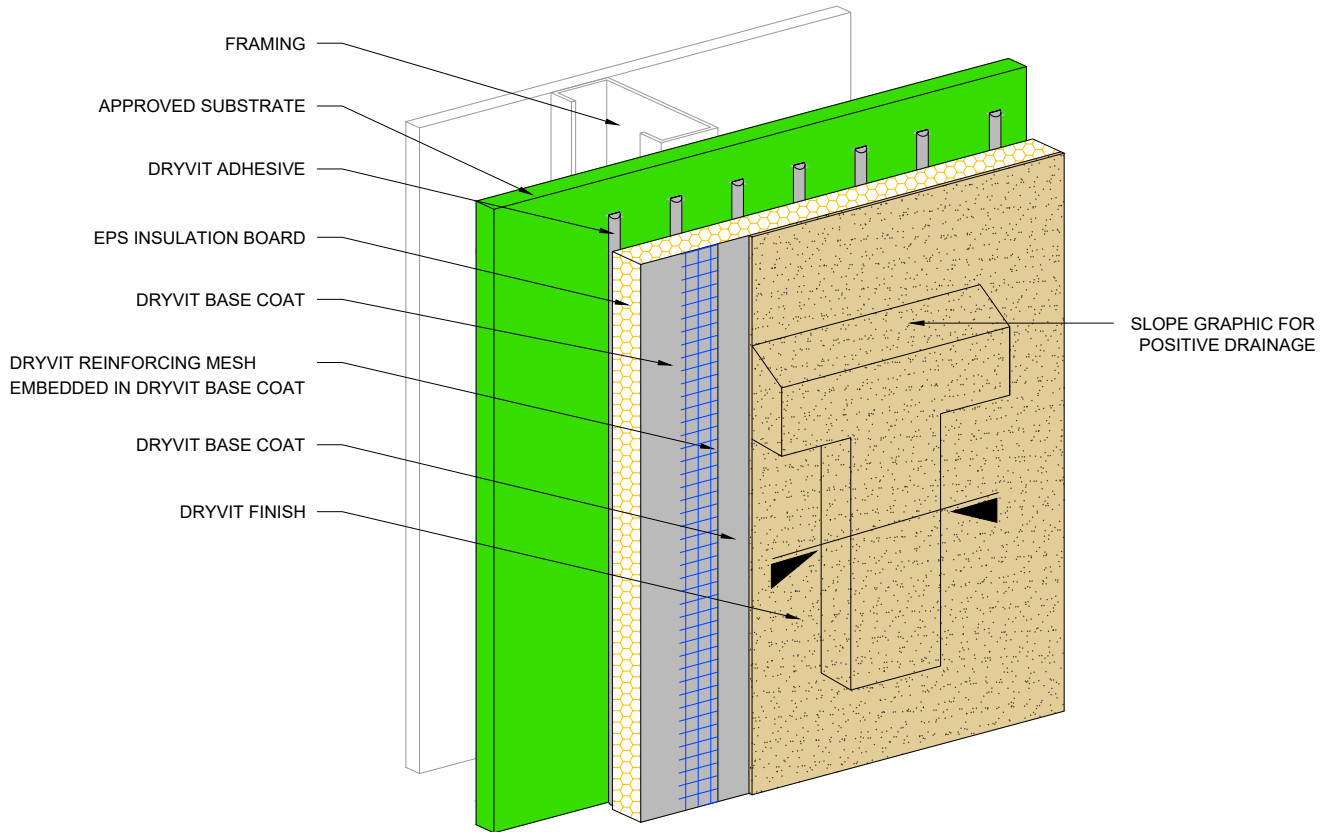 FRAMING
APPROVED SUBSTRATE
DRYVIT ADHESIVE
EPS INSULATION BOARD
DRYVIT BASE COAT
DRYVIT REINFORCING MESH
EMBEDDED IN DRYVIT BASE COAT
DRYVIT BASE COAT
DRYVIT FINISH
SLOPE GRAPHIC FOR
POSITIVE DRAINAGE